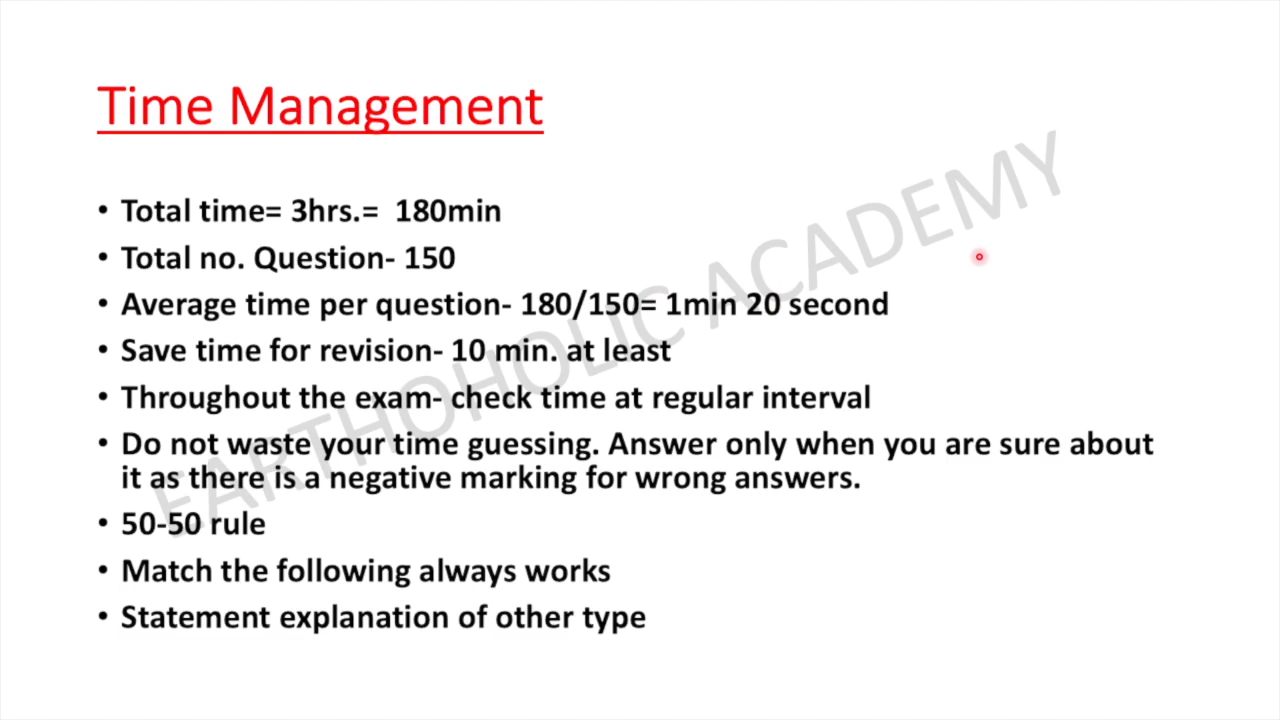 Time Management
• Total time= 3hrs.= 180min
• Total no. Question- 150
• Average time per question- 180/150= 1min 20 second
• Save time for revision- 10 min. at least
• Throughout the exam- check time at regular interval
• Do not waste your time guessing. Answer only when you are sure about
it as there is a negative marking for wrong answers.
• 50-50 rule
• Match the following always works
• Statement explanation of other type
EARTHOHOLIC ACADEMY